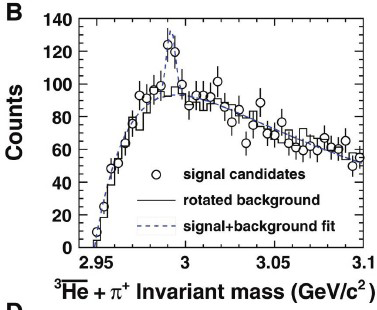 B
140
120
100
80
60
40
20
0
Counts
signal candidates
rotated background
signal+background fit
2.95 3 3.05 3.1
³H̅e̅ + π⁺ Invariant mass (GeV/c²)